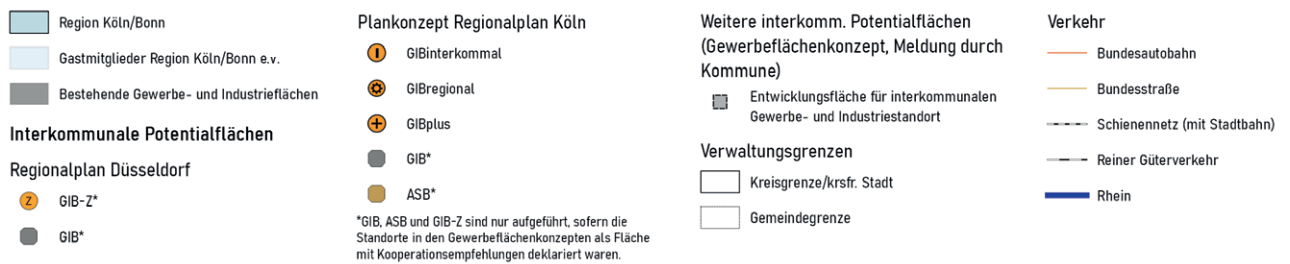 Region Köln/Bonn
Gastmitglieder Region Köln/Bonn e.v.
Bestehende Gewerbe- und Industrieflächen
Interkommunale Potentialflächen
Regionalplan Düsseldorf
Z GIB-Z*
GIB*
Plankonzept Regionalplan Köln
GIBinterkommal
GIBregional
GIBplus
GIB*
ASB*
*GIB, ASB und GIB-Z sind nur aufgeführt, sofern die
Standorte in den Gewerbeflächenkonzepten als Fläche
mit Kooperationsempfehlungen deklariert waren.
Weitere interkomm. Potentialflächen
(Gewerbeflächenkonzept, Meldung durch
Kommune)
Entwicklungsfläche für interkommunalen
Gewerbe- und Industriestandort
Verwaltungsgrenzen
Kreisgrenze/krsfr. Stadt
Gemeindegrenze
Verkehr
Bundesautobahn
Bundesstraße
Schienennetz (mit Stadtbahn)
Reiner Güterverkehr
Rhein